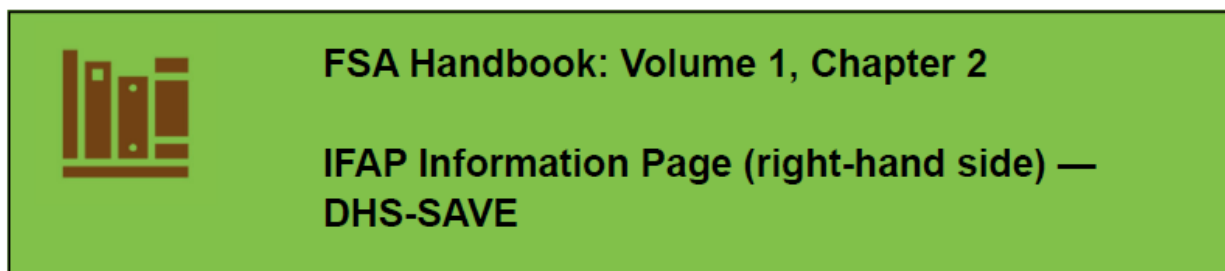 FSA Handbook: Volume 1, Chapter 2
IFAP Information Page (right-hand side) —
DHS-SAVE